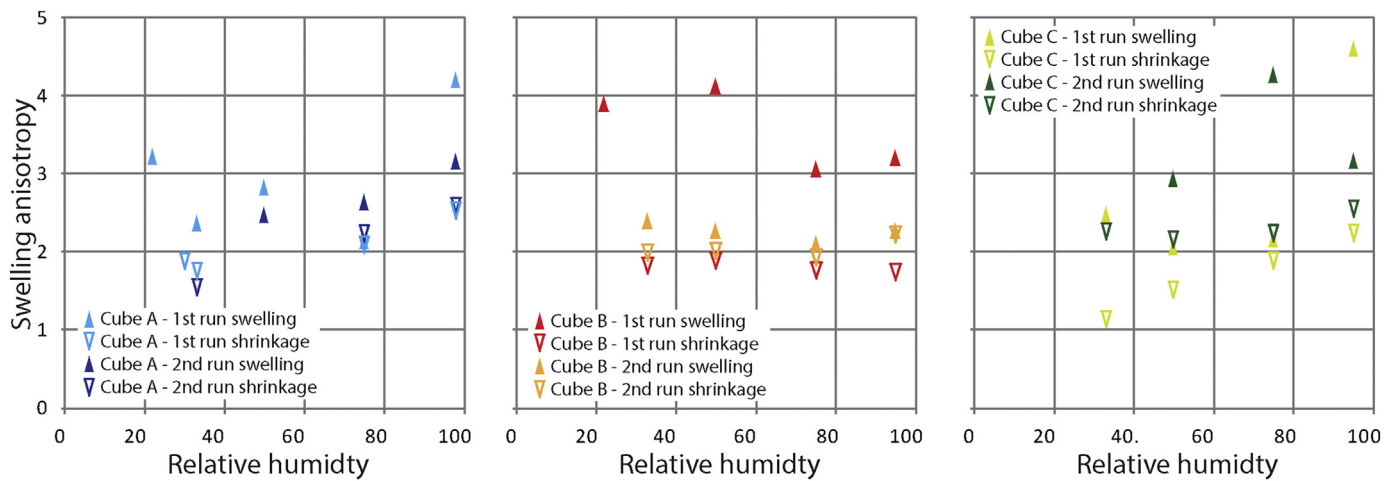 Swelling anisotropy
5
4
3
2
1
0
Cube A - 1st run swelling
Cube A - 1st run shrinkage
Cube A - 2nd run swelling
Cube A - 2nd run shrinkage
0 20 40 60 80 100
Relative humidty
Cube B - 1st run swelling
Cube B - 1st run shrinkage
Cube B - 2nd run swelling
Cube B - 2nd run shrinkage
0 20 40 60 80 100
Relative humidty
Cube C - 1st run swelling
Cube C - 1st run shrinkage
Cube C - 2nd run swelling
Cube C - 2nd run shrinkage
0 20 40. 60 80 100
Relative humidty